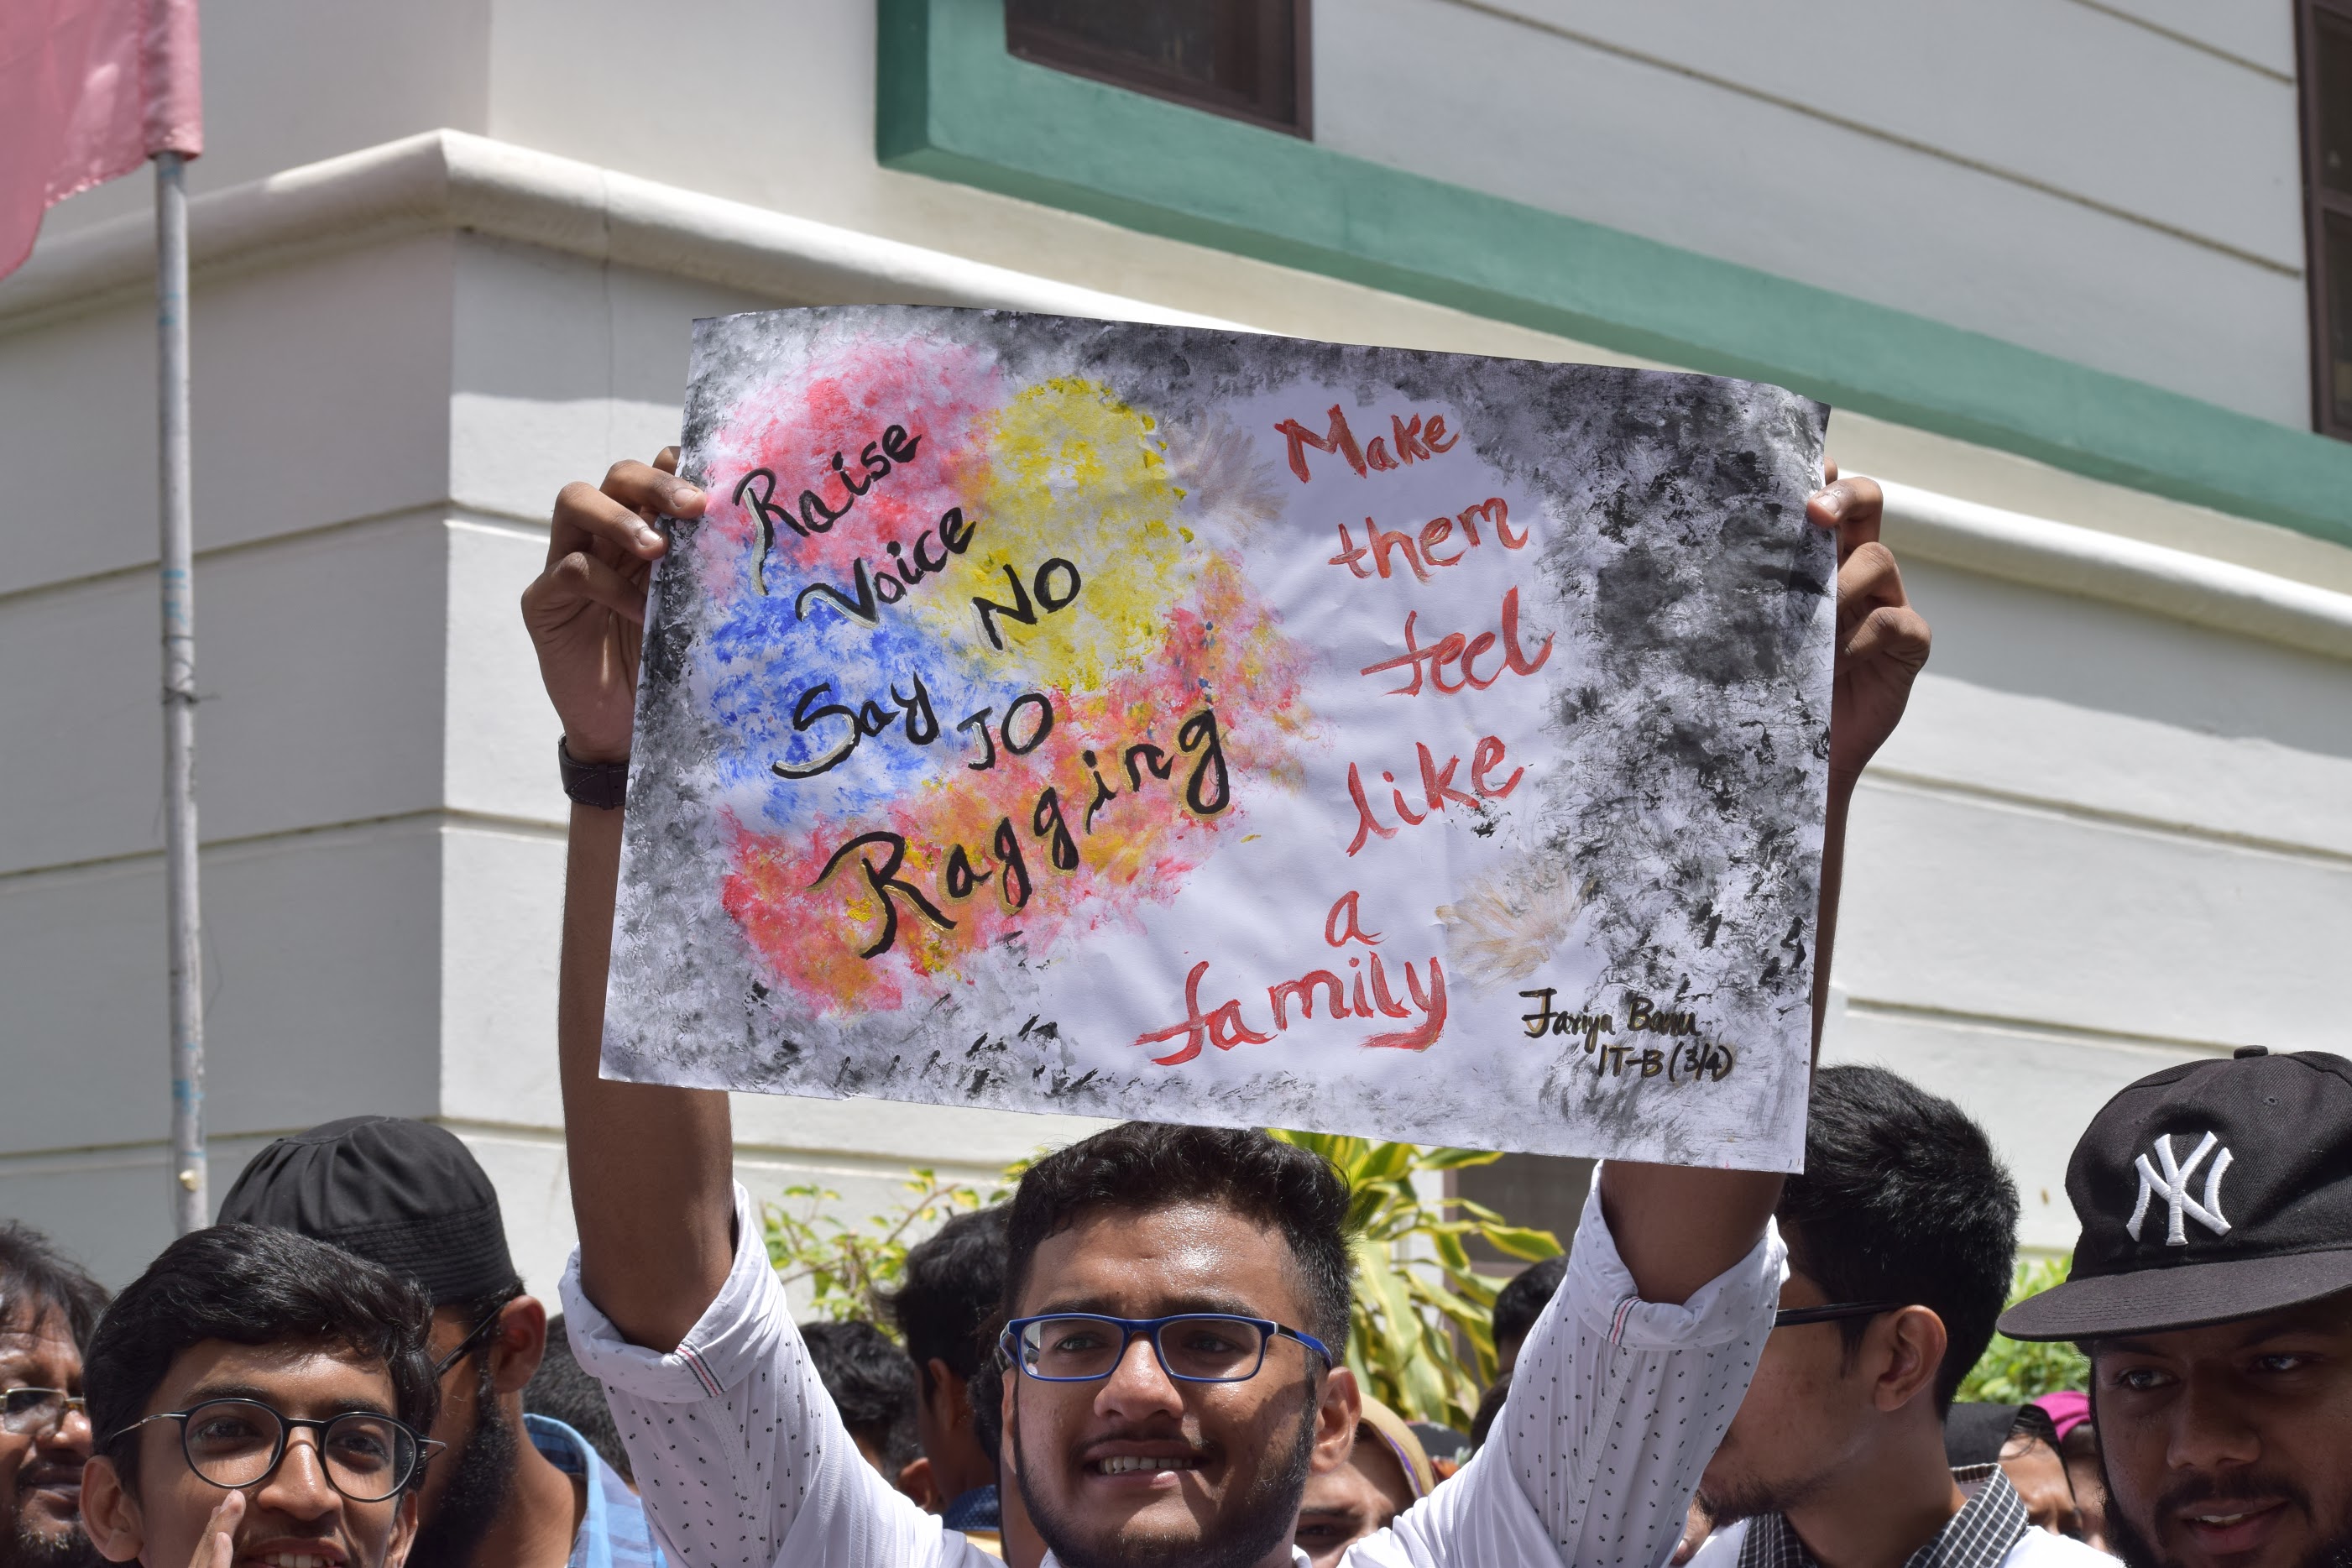 Raise
Voice
Say NO
TO
Ragging
Make
them
feel
like
a
family
Fariya Banu
IT-B (3/4)
NY